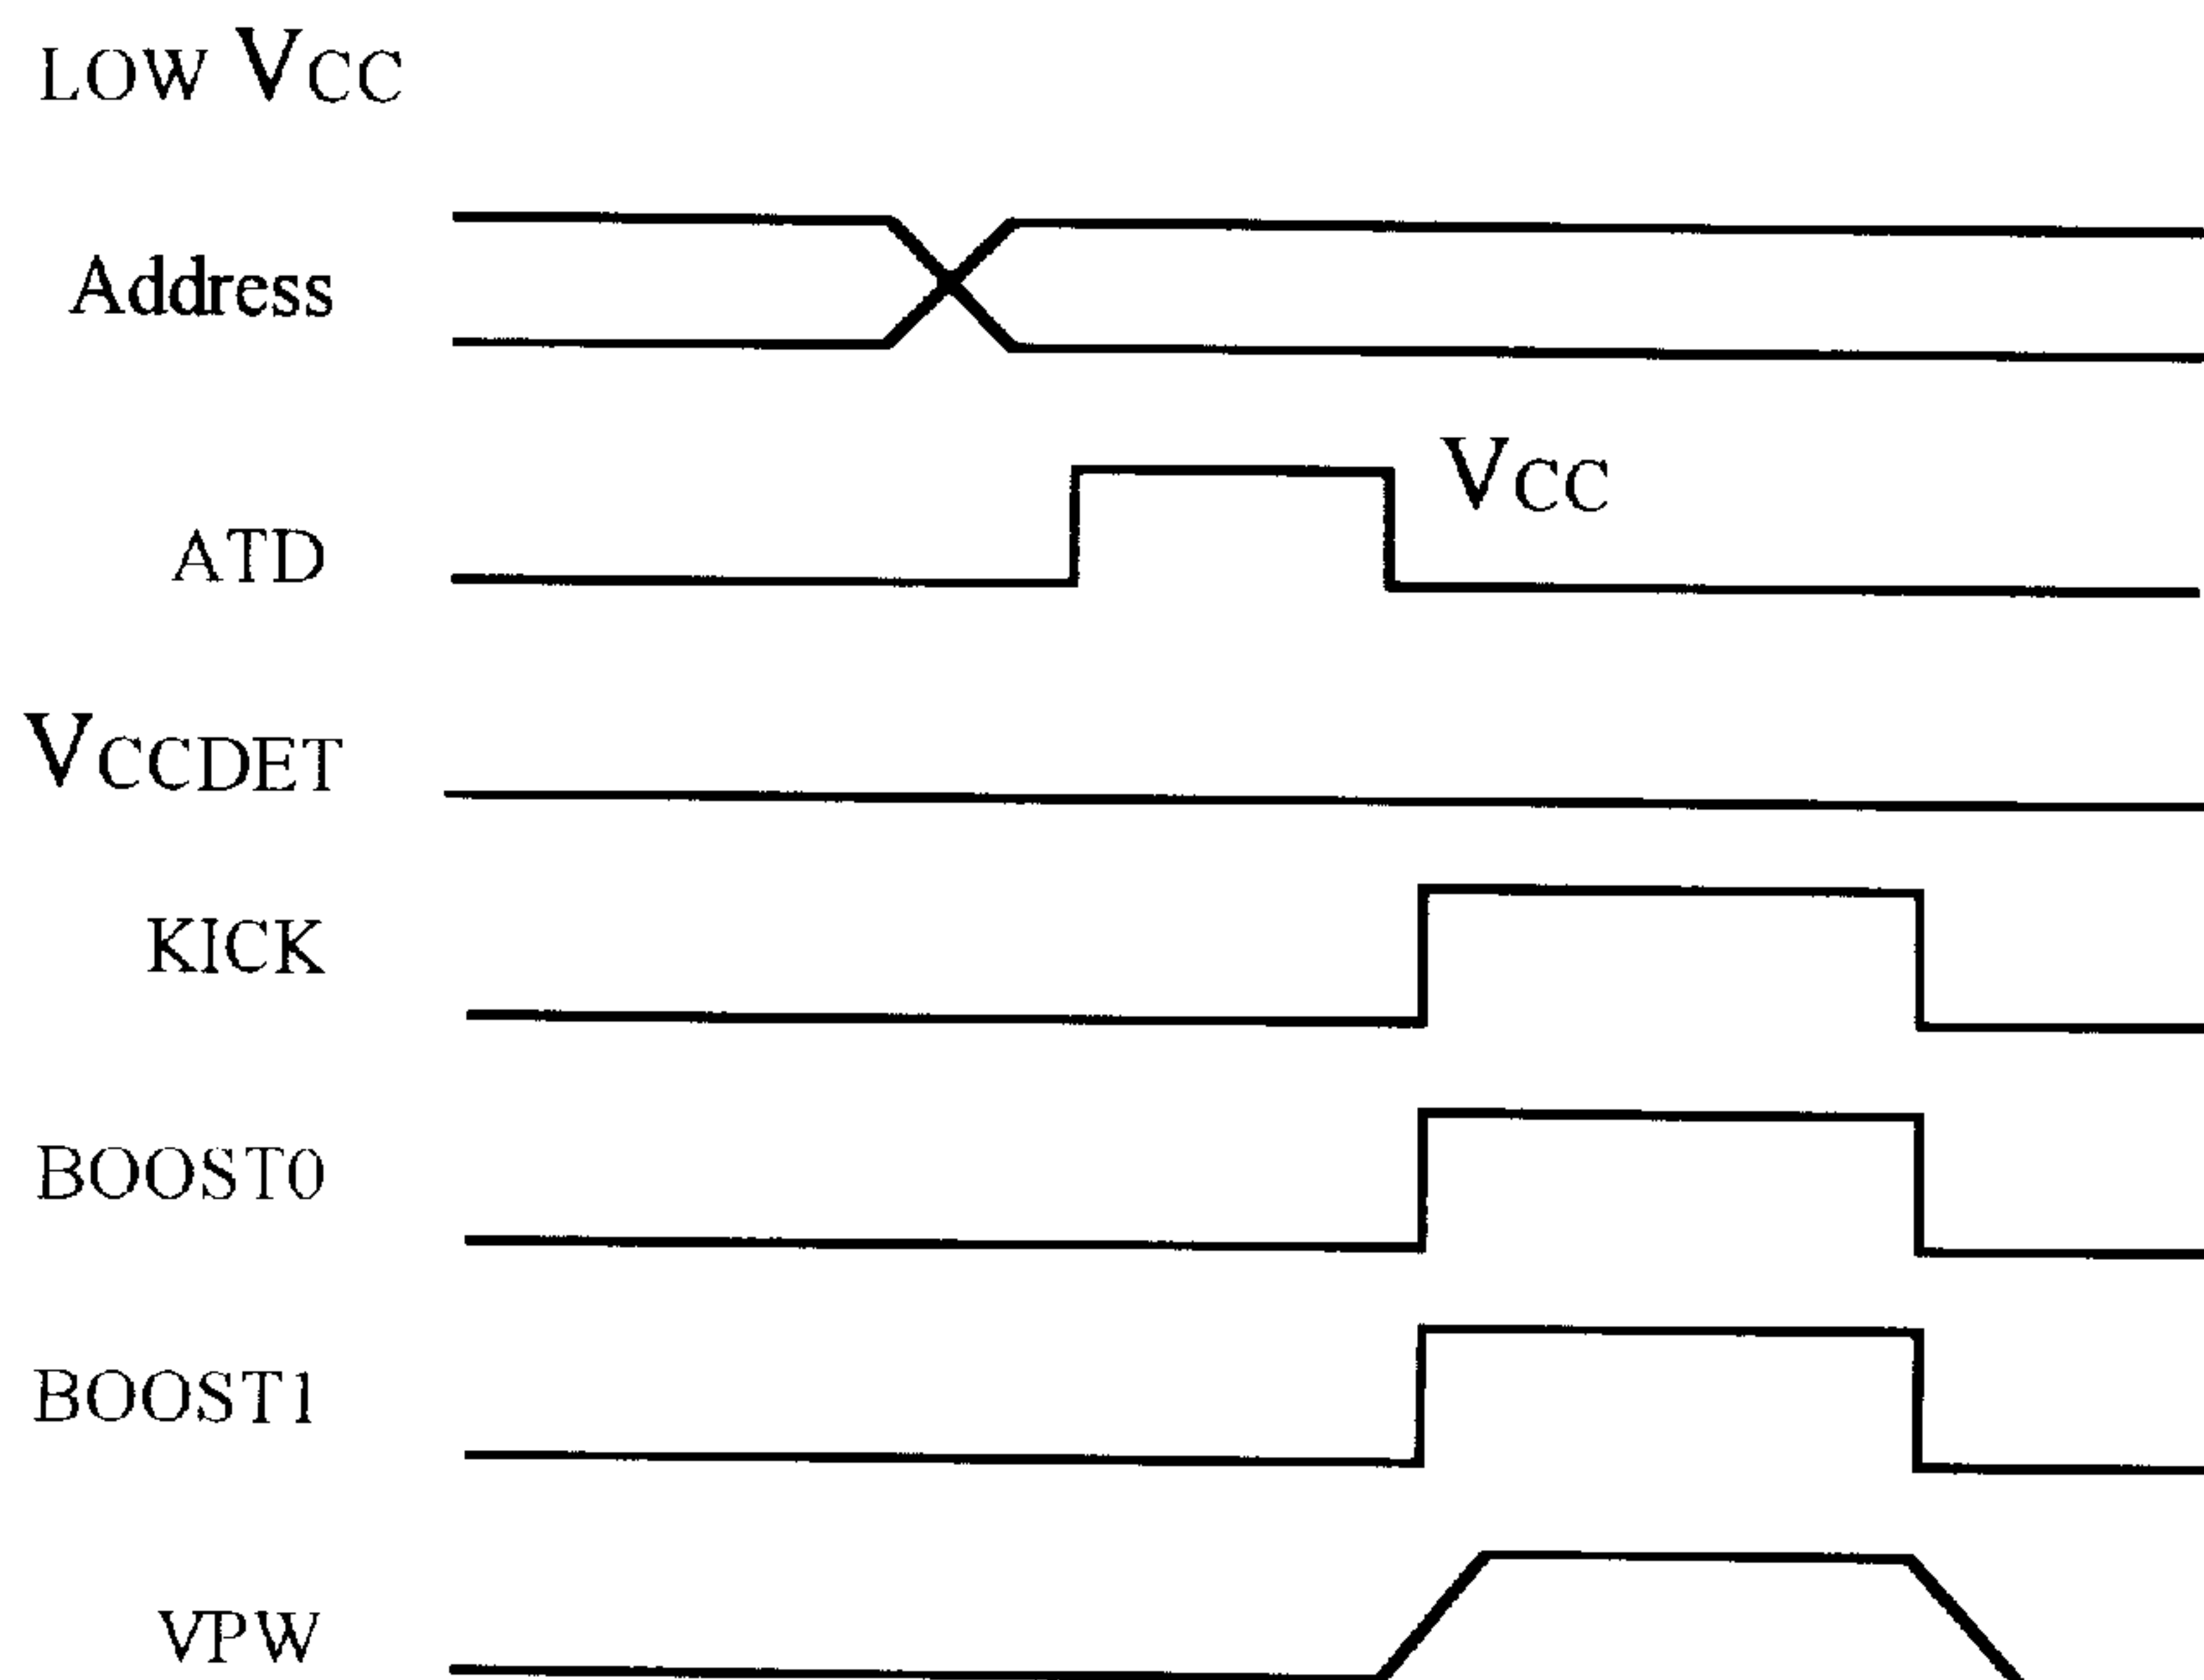 LOW VCC
Address
ATD
VCC
VCCDET
KICK
BOOST0
BOOST1
VPW